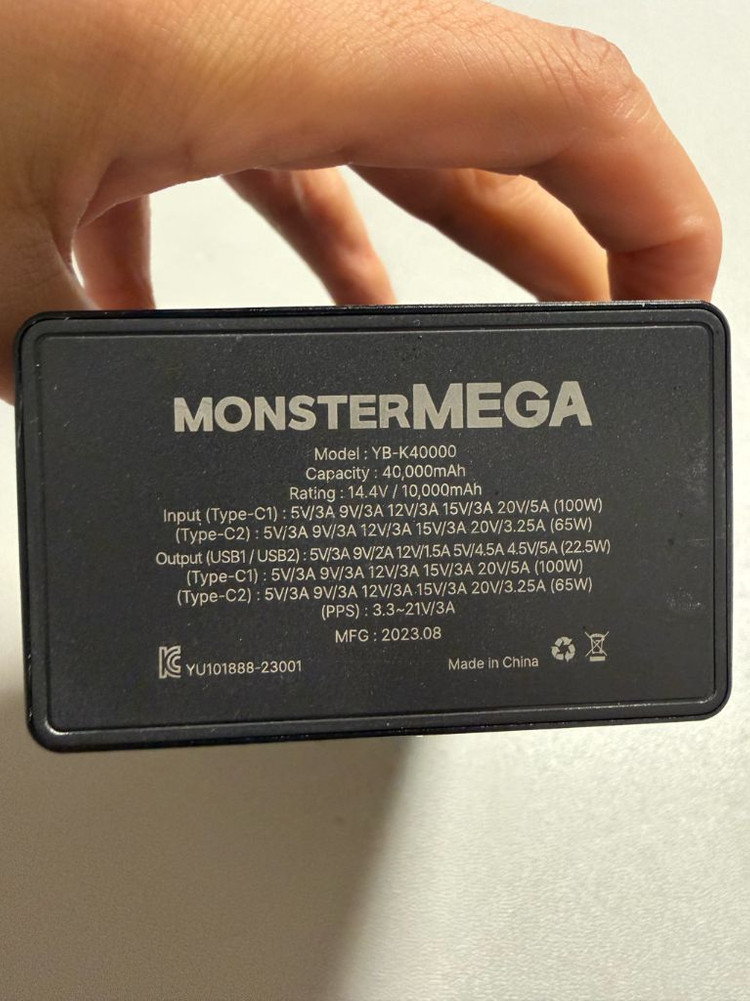 MONSTERMEGA
Model : YB-K40000
Capacity : 40,000mAh
Rating : 14.4V / 10,000mAh
Input (Type-C1) : 5V/3A 9V/3A 12V/3A 15V/3A 20V/5A (100W)
(Type-C2) : 5V/3A 9V/3A 12V/3A 15V/3A 20V/3.25A (65W)
Output (USB1 / USB2) : 5V/3A 9V/2A 12V/1.5A 5V/4.5A 4.5V/5A (22.5W)
(Type-C1) : 5V/3A 9V/3A 12V/3A 15V/3A 20V/5A (100W)
(Type-C2) : 5V/3A 9V/3A 12V/3A 15V/3A 20V/3.25A (65W)
(PPS) : 3.3~21V/3A
MFG : 2023.08
KC YU101888-23001
Made in China